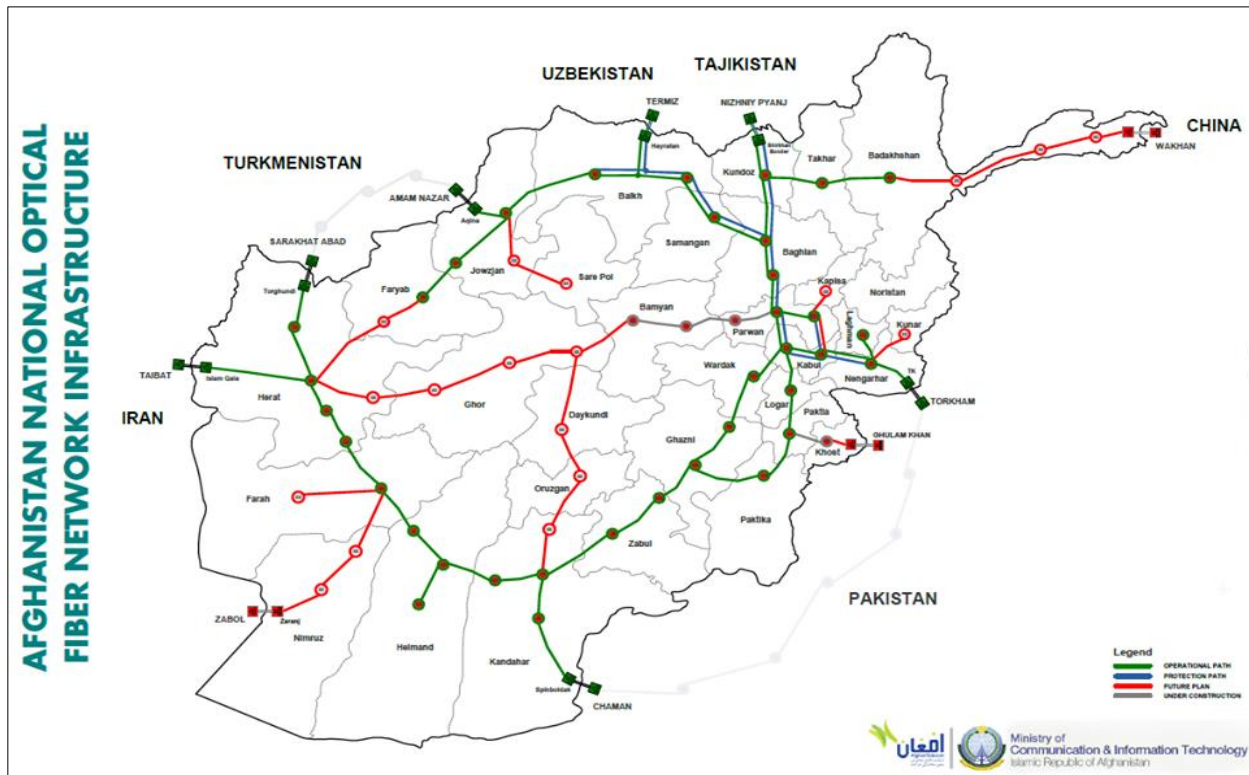 AFGHANISTAN NATIONAL OPTICAL
FIBER NETWORK INFRASTRUCTURE
UZBEKISTAN
TAJIKISTAN
TERMIZ
NIZHNIY PYANJ
CHINA
WAKHAN
Hayratan
Shirkhan
Bander
Kundoz
Takhar
Badakhshan
TURKMENISTAN
AMAM NAZAR
Aqina
Balkh
SARAKHAT ABAD
Torghundi
Samangan
Baghlan
Jowzjan
Sare Pol
Faryab
Kapisa
Noristan
Bamyan
Parwan
Laghman
Kunar
TAIBAT
Islam Qala
Wardak
Kabul
Nengarhar
TK
TORKHAM
Herat
IRAN
Ghor
Daykundi
Logar
Paktia
GHULAM KHAN
Khost
Ghazni
Farah
Oruzgan
Paktika
Zabul
ZABOL
Zaranj
Nimruz
Helmand
Kandahar
PAKISTAN
Spinboldak
CHAMAN
Legend
OPERATIONAL PATH
PROTECTION PATH
FUTURE PLAN
UNDER CONSTRUCTION
افغان
Ministry of
Communication & Information Technology
Islamic Republic of Afghanistan